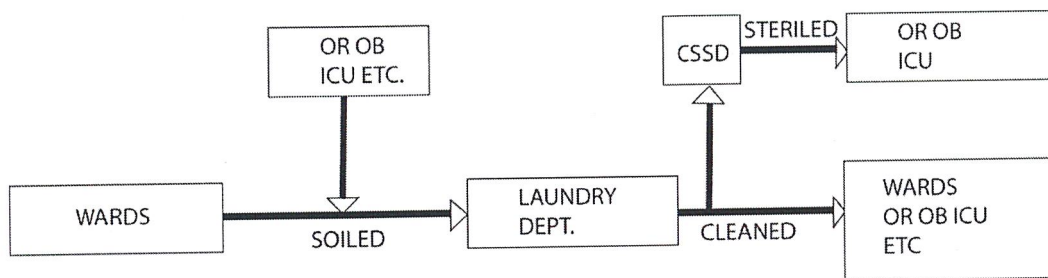 OR OB
ICU ETC.
CSSD
STERILED
OR OB
ICU
WARDS
SOILED
LAUNDRY
DEPT.
CLEANED
WARDS
OR OB ICU
ETC